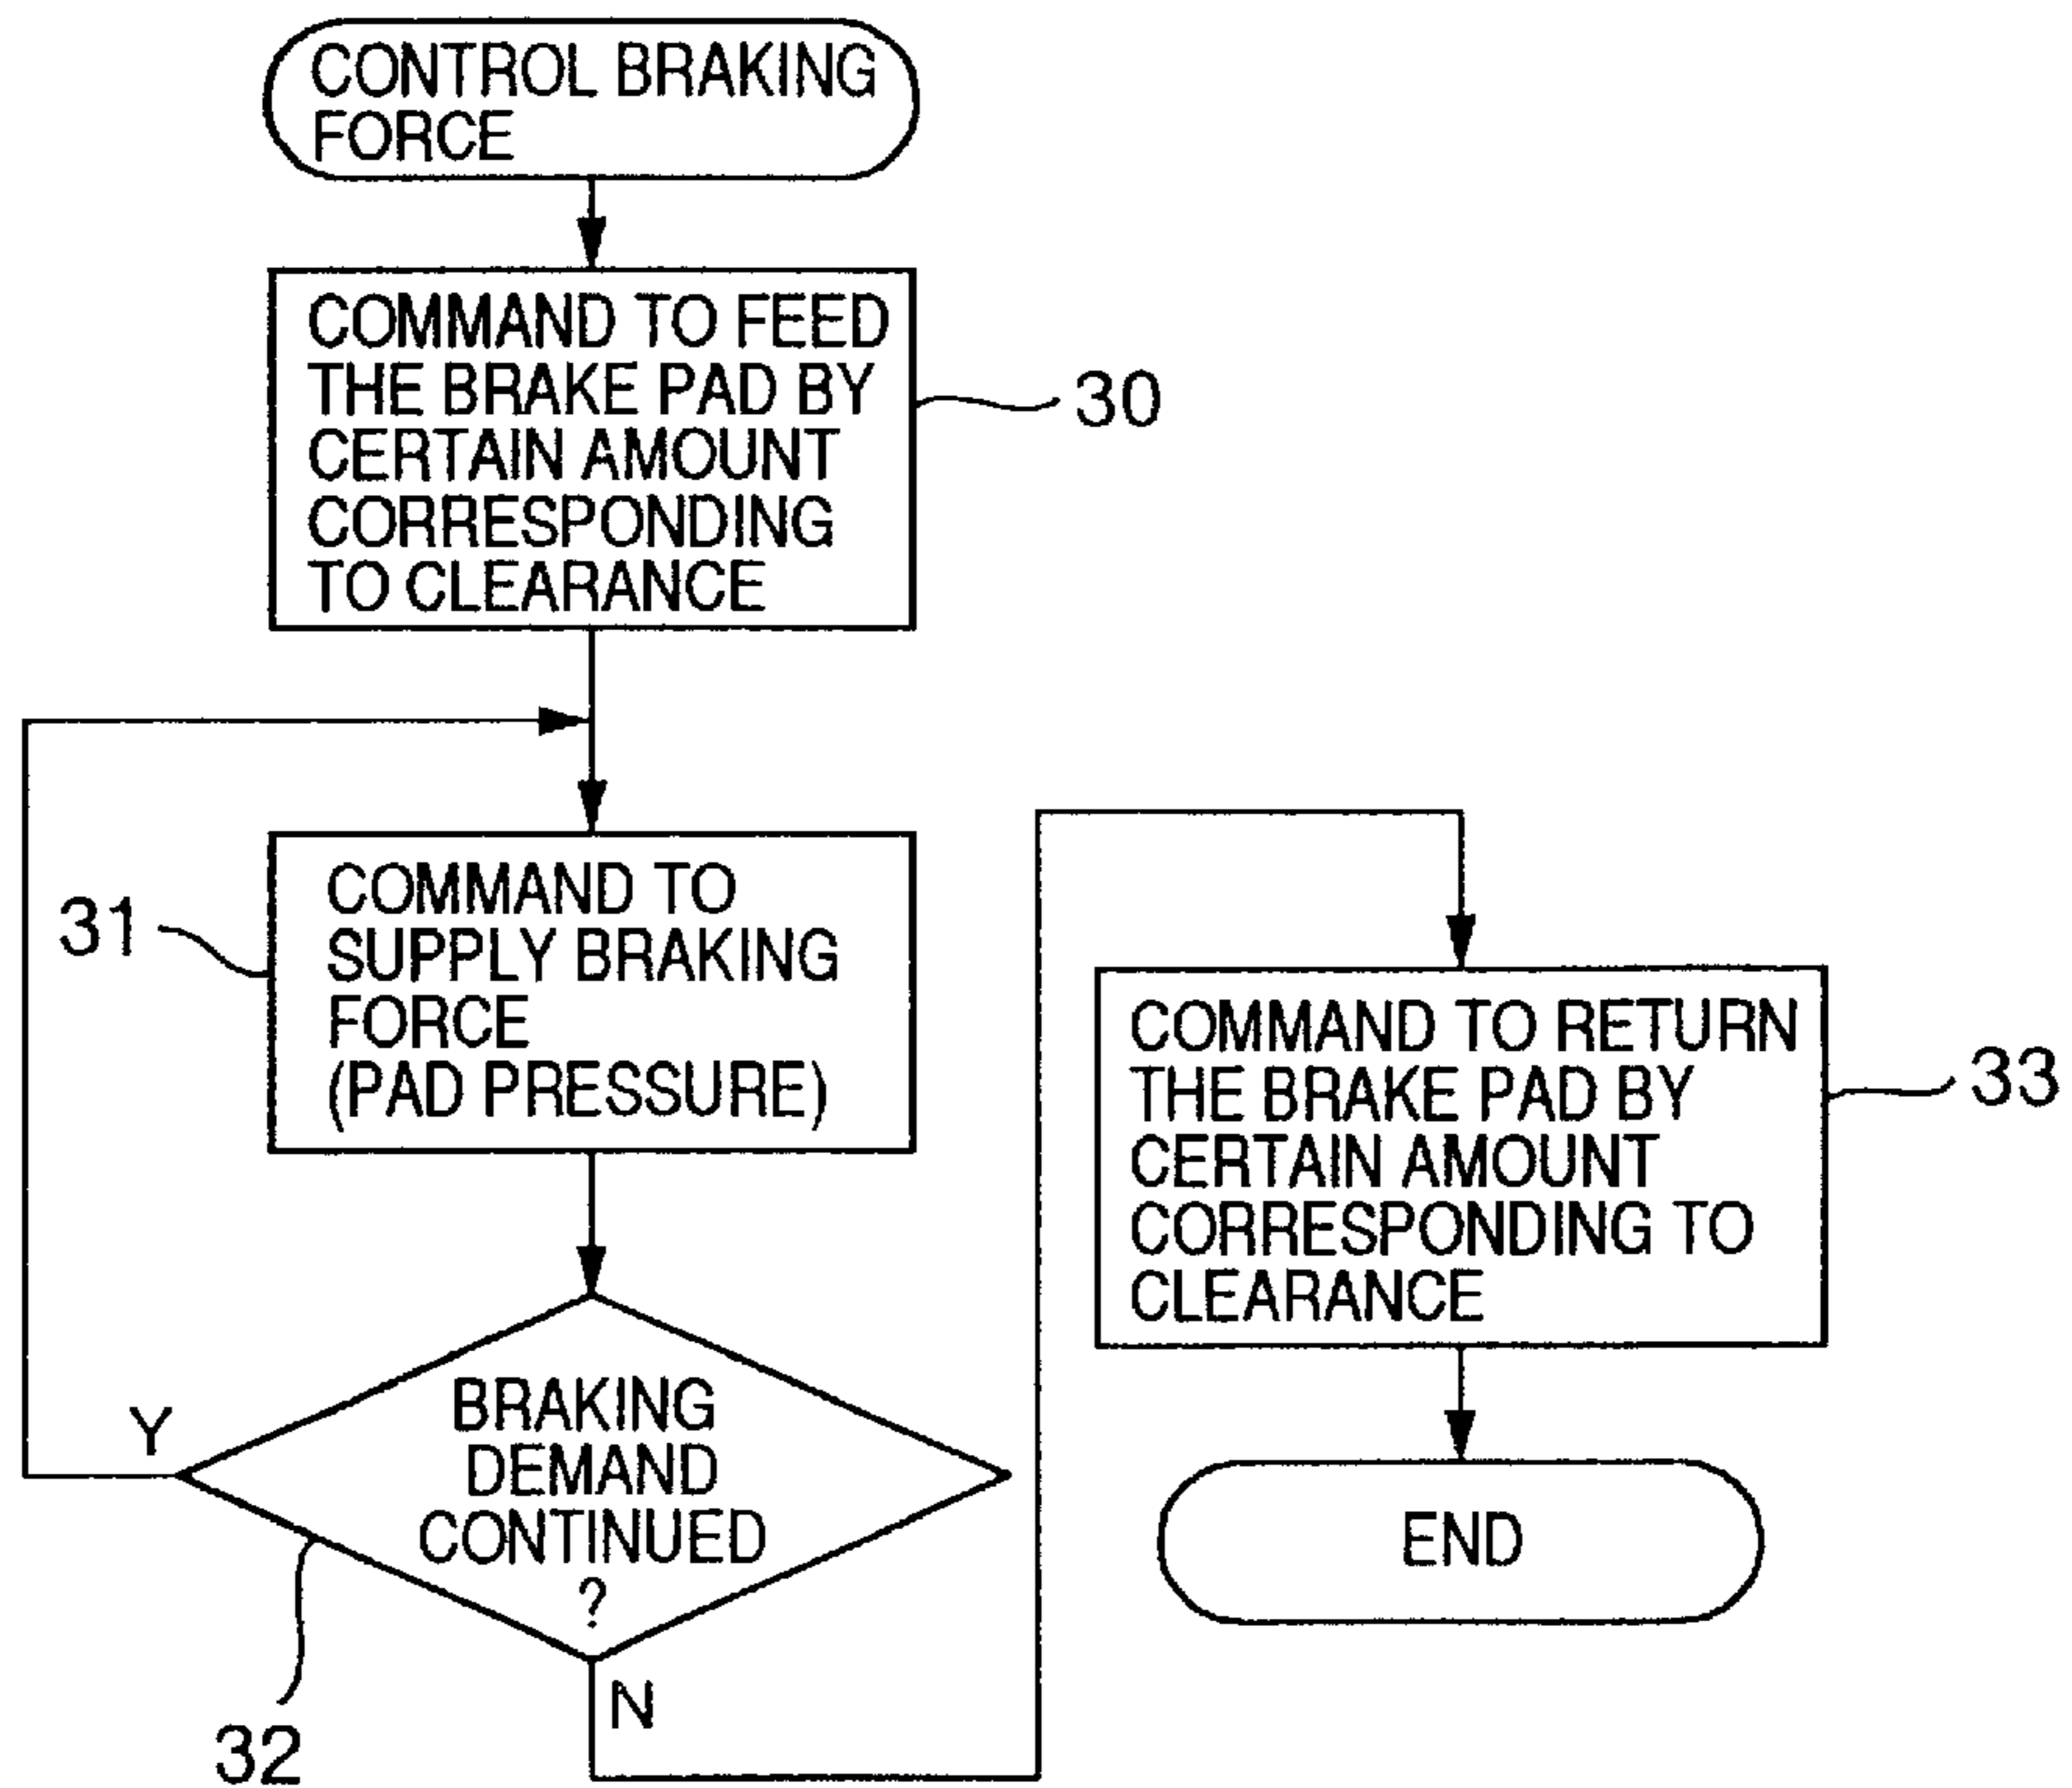 CONTROL BRAKING
FORCE
COMMAND TO FEED
THE BRAKE PAD BY
CERTAIN AMOUNT
CORRESPONDING
TO CLEARANCE
30
COMMAND TO
SUPPLY BRAKING
FORCE
(PAD PRESSURE)
31
BRAKING
DEMAND
CONTINUED
?
Y
N
32
COMMAND TO RETURN
THE BRAKE PAD BY
CERTAIN AMOUNT
CORRESPONDING TO
CLEARANCE
33
END